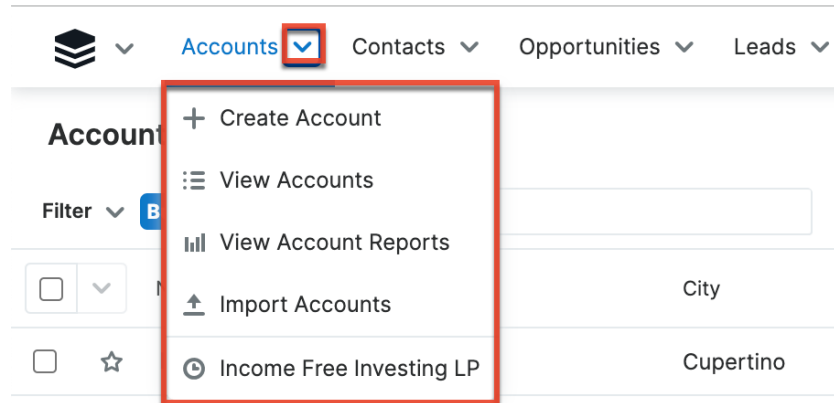 Accounts Contacts Opportunities Leads
Account
Create Account
View Accounts
Filter B
View Account Reports
City
Import Accounts
Income Free Investing LP
Cupertino